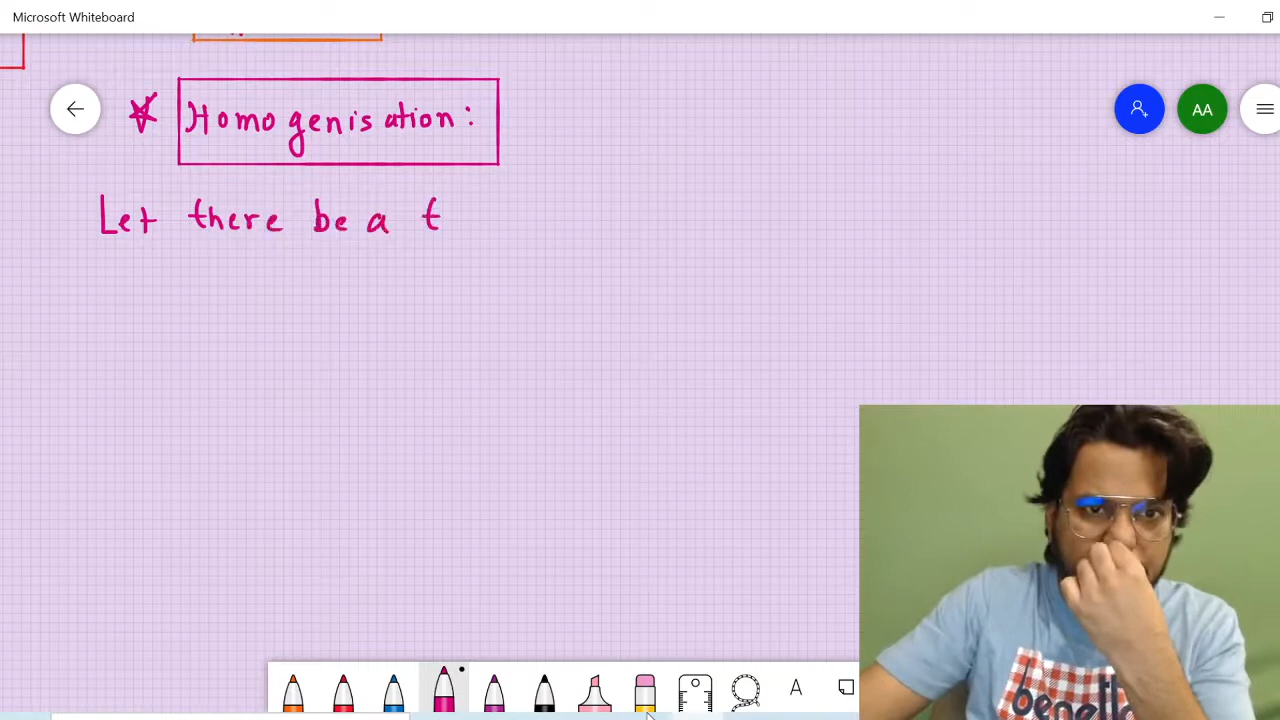 Microsoft Whiteboard
AA
Homogenisation:
Let there be a t
A